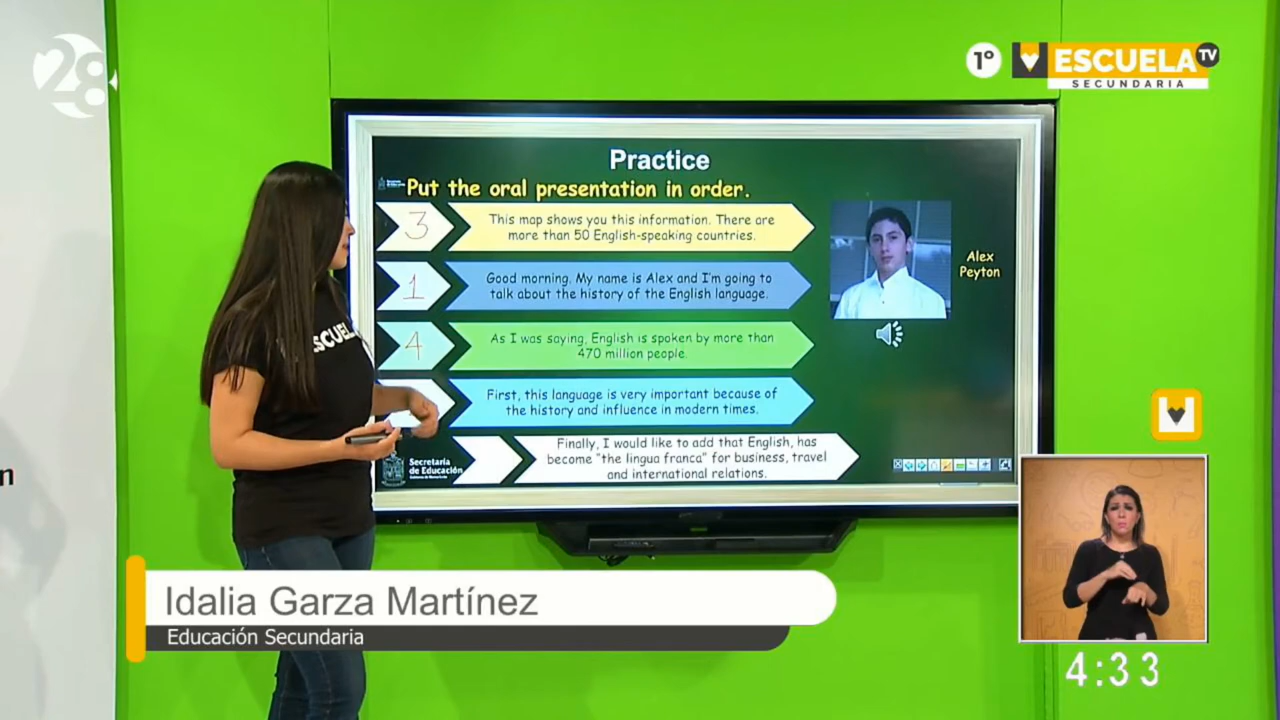 28
1º
ESCUELA TV
SECUNDARIA
Practice
Put the oral presentation in order.
3
This map shows you this information. There are
more than 50 English-speaking countries.
1
Good morning. My name is Alex and I'm going to
talk about the history of the English language.
4
As I was saying, English is spoken by more than
470 million people.
First, this language is very important because of
the history and influence in modern times.
Finally, I would like to add that English, has
become "the lingua franca" for business, travel
and international relations.
Alex
Peyton
Secretaría
de Educación
ESCUEL
n
Idalia Garza Martínez
Educación Secundaria
4:33